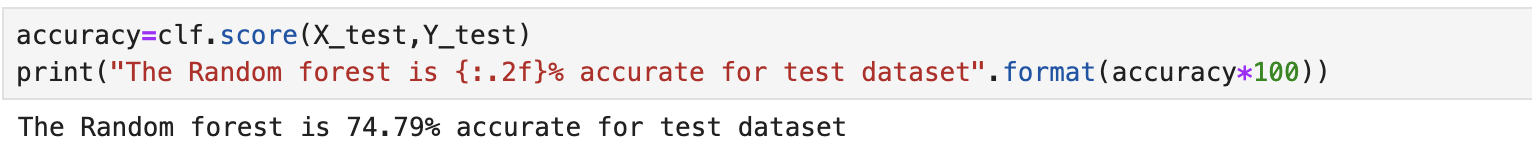 accuracy=clf.score(X_test,Y_test)
print("The Random forest is {:.2f}% accurate for test dataset".format(accuracy*100))
The Random forest is 74.79% accurate for test dataset